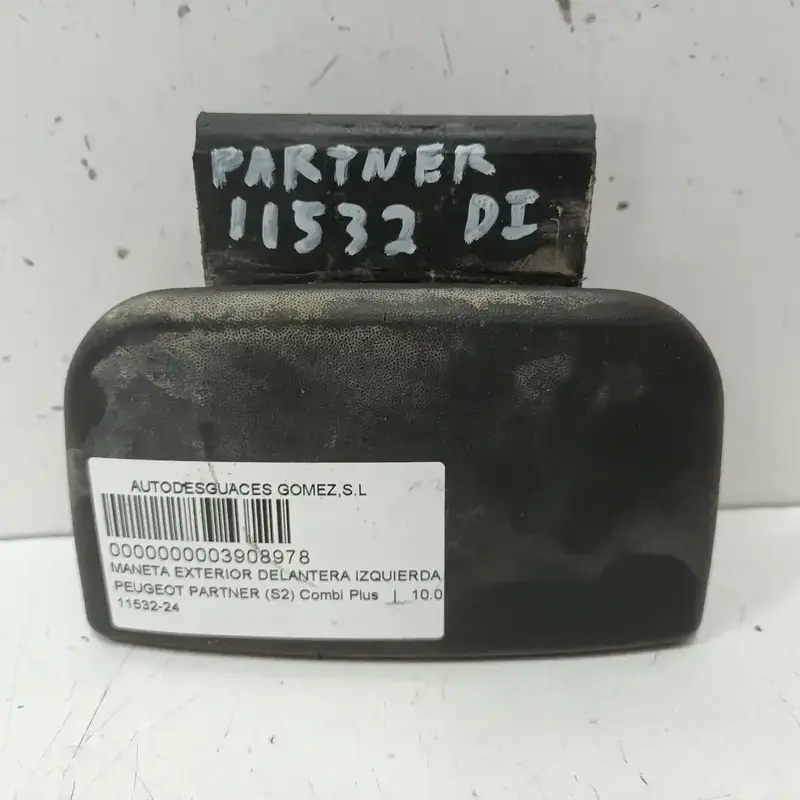 PARTNER
11532 DI
AUTODESGUACES GOMEZ,S.L
0000000003908978
MANETA EXTERIOR DELANTERA IZQUIERDA
PEUGEOT PARTNER (S2) Combi Plus | 10.0
11532-24